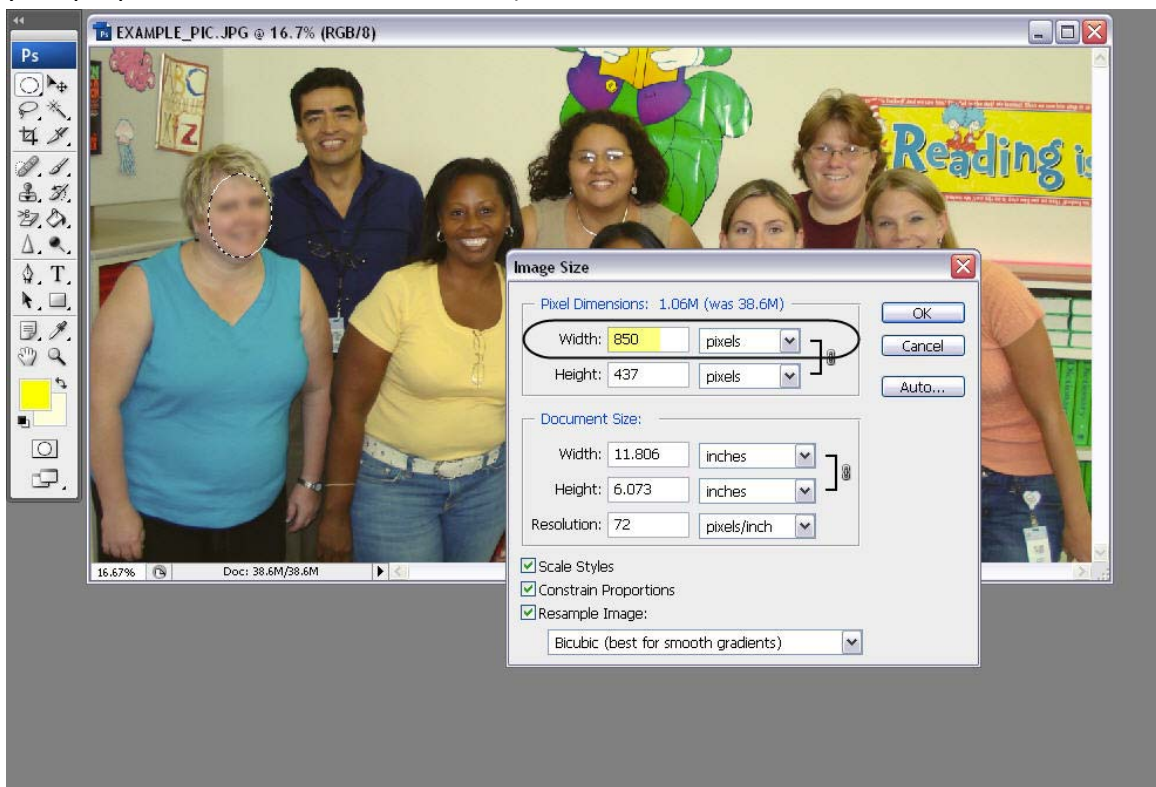 EXAMPLE_PIC.JPG @ 16.7% (RGB/8)
Ps
ABC
Z
Reading is
T
Image Size
Pixel Dimensions: 1.06M (was 38.6M)
Width: 850 pixels
Height: 437 pixels
OK
Cancel
Auto...
Document Size:
Width: 11.806 inches
Height: 6.073 inches
Resolution: 72 pixels/inch
Scale Styles
Constrain Proportions
Resample Image:
Bicubic (best for smooth gradients)
16.67% Doc: 38.6M/38.6M